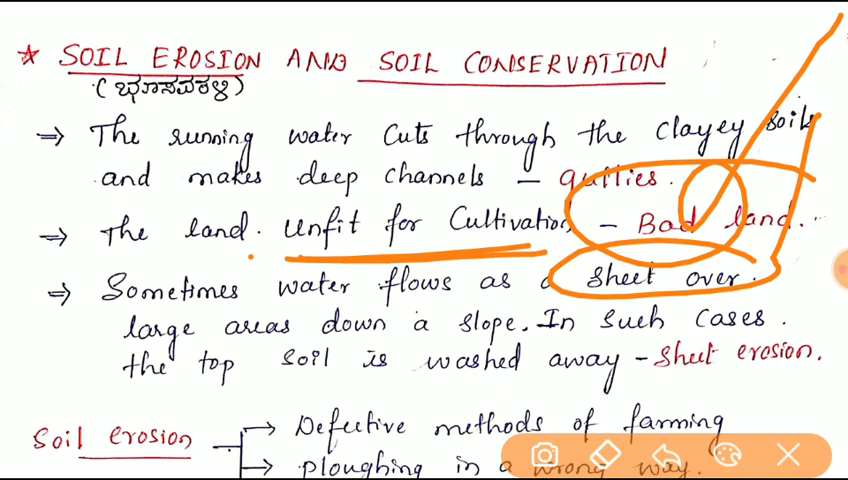 * SOIL EROSION AND SOIL CONSERVATION
(ಭೂಸವಕಳಿ)
⇒ The running water cuts through the clayey soils
and makes deep channels – gullies.
⇒ The land. Unfit for Cultivation – Bad land.
⇒ Sometimes water flows as a sheet over.
large areas down a slope. In such cases.
the top soil is washed away – sheet erosion.
Soil erosion → Defective methods of farming
→ ploughing in a wrong way.